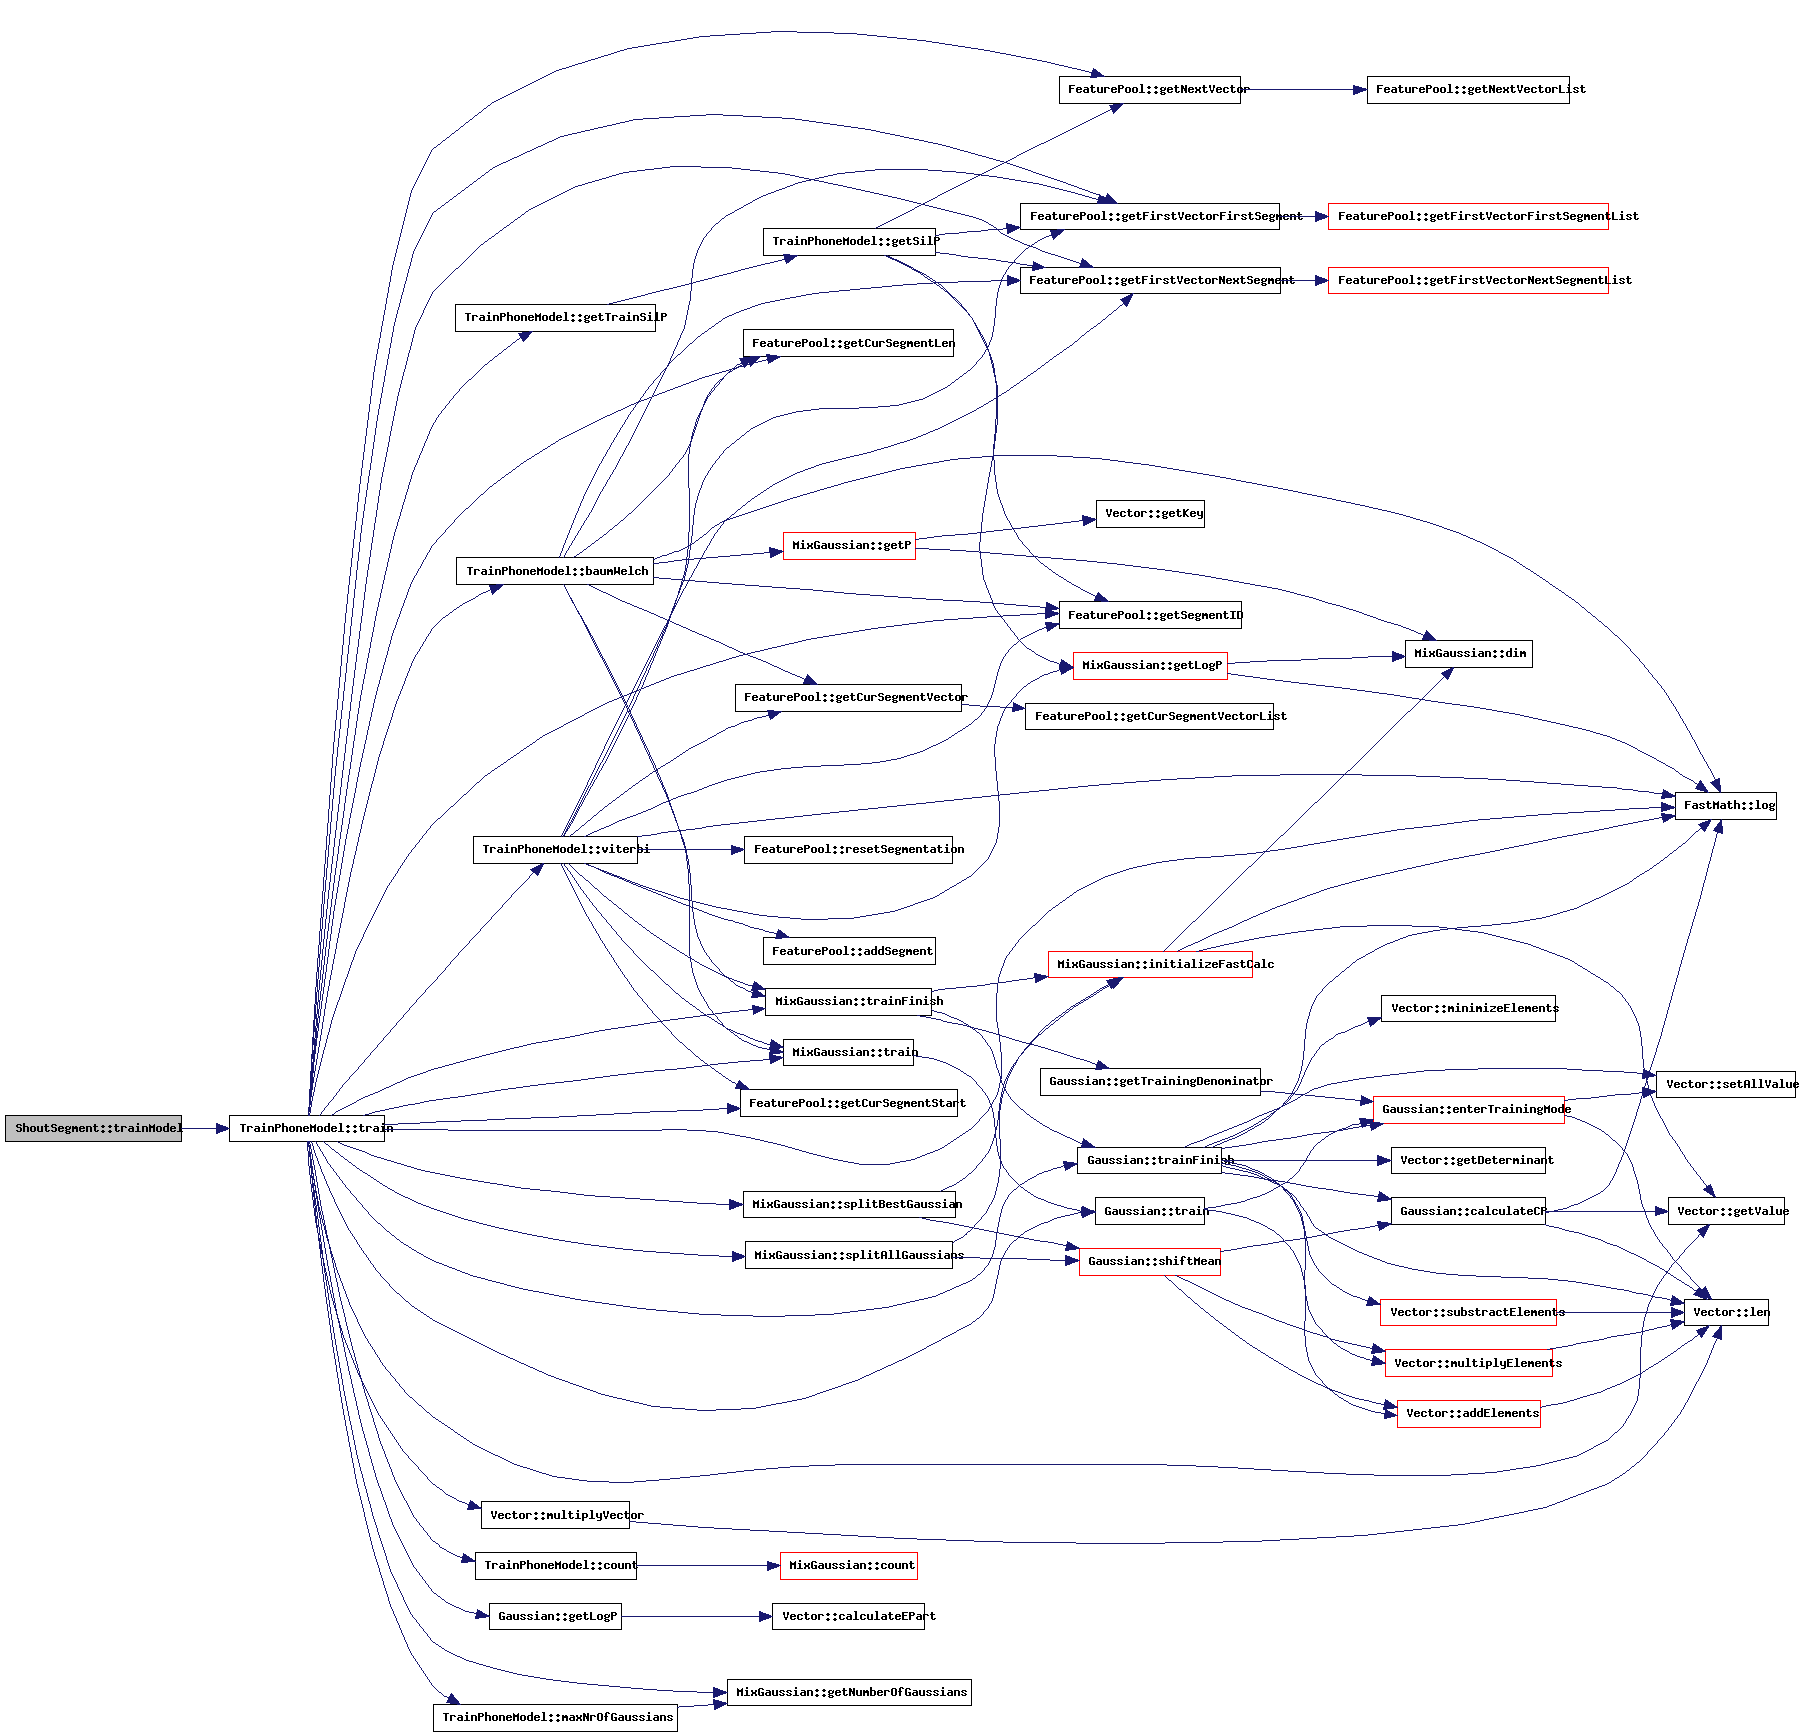 FeaturePool::getNextVector
FeaturePool::getNextVectorList
FeaturePool::getFirstVectorFirstSegment
FeaturePool::getFirstVectorFirstSegmentList
TrainPhoneModel::getSilP
FeaturePool::getFirstVectorNextSegment
FeaturePool::getFirstVectorNextSegmentList
TrainPhoneModel::getTrainSilP
FeaturePool::getCurSegmentLen
Vector::getKey
MixGaussian::getP
TrainPhoneModel::baumWelch
FeaturePool::getSegmentID
MixGaussian::dim
MixGaussian::getLogP
FeaturePool::getCurSegmentVector
FeaturePool::getCurSegmentVectorList
FastMath::log
TrainPhoneModel::viterbi
FeaturePool::resetSegmentation
FeaturePool::addSegment
MixGaussian::initializeFastCalc
MixGaussian::trainFinish
Vector::minimizeElements
MixGaussian::train
Gaussian::getTrainingDenominator
Vector::setAllValue
FeaturePool::getCurSegmentStart
Gaussian::enterTrainingMode
ShoutSegment::trainModel
TrainPhoneModel::train
Gaussian::trainFinish
Vector::getDeterminant
MixGaussian::splitBestGaussian
Gaussian::train
Gaussian::calculateCP
Vector::getValue
MixGaussian::splitAllGaussians
Gaussian::shiftMean
Vector::substractElements
Vector::len
Vector::multiplyElements
Vector::addElements
Vector::multiplyVector
TrainPhoneModel::count
MixGaussian::count
Gaussian::getLogP
Vector::calculateEPart
MixGaussian::getNumberOfGaussians
TrainPhoneModel::maxNrOfGaussians